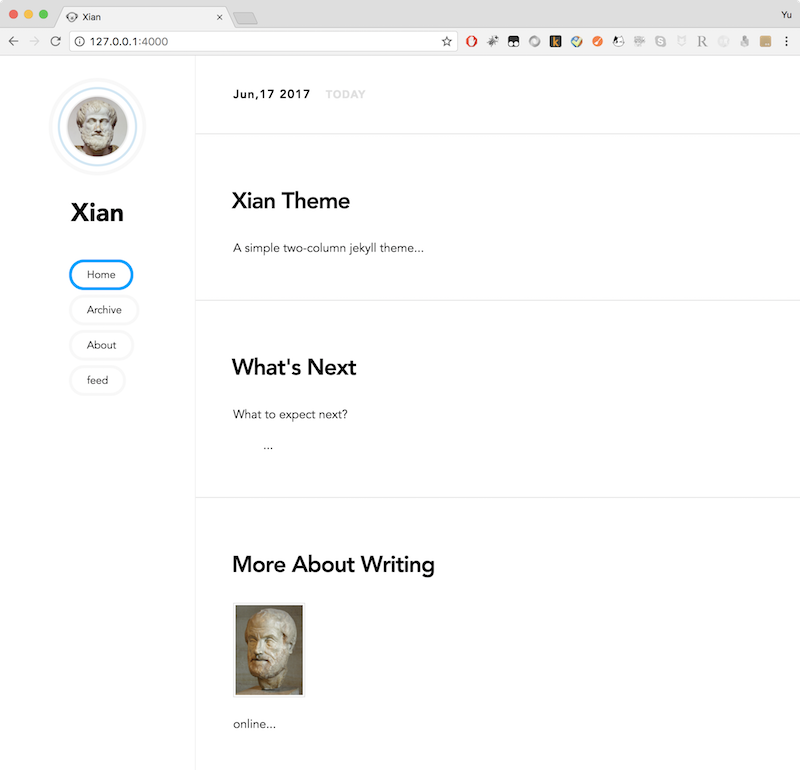 Xian
Yu
127.0.0.1:4000
Jun,17 2017 TODAY
Xian
Home
Archive
About
feed
Xian Theme
A simple two-column jekyll theme...
What's Next
What to expect next?
...
More About Writing
online...